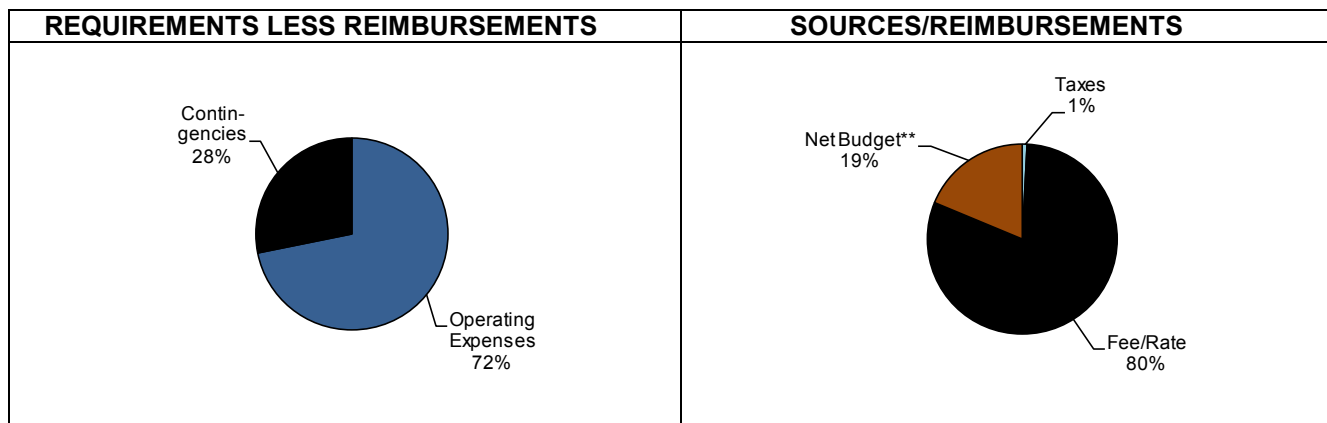 REQUIREMENTS LESS REIMBURSEMENTS
Contin-
gencies
28%
Operating
Expenses
72%
SOURCES/REIMBURSEMENTS
Taxes
1%
Net Budget**
19%
Fee/Rate
80%